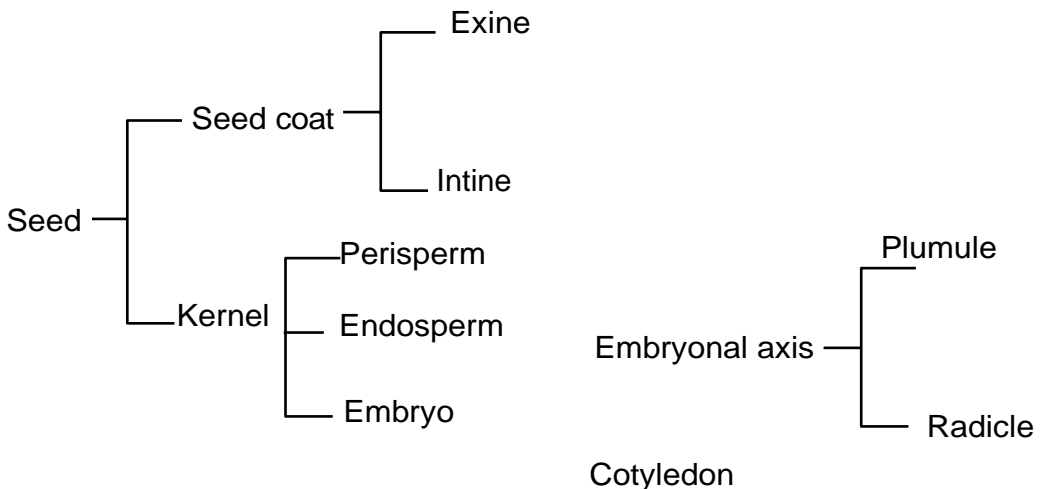 Exine
Seed coat
Intine
Seed
Plumule
Perisperm
Kernel
Endosperm
Embryonal axis
Embryo
Radicle
Cotyledon